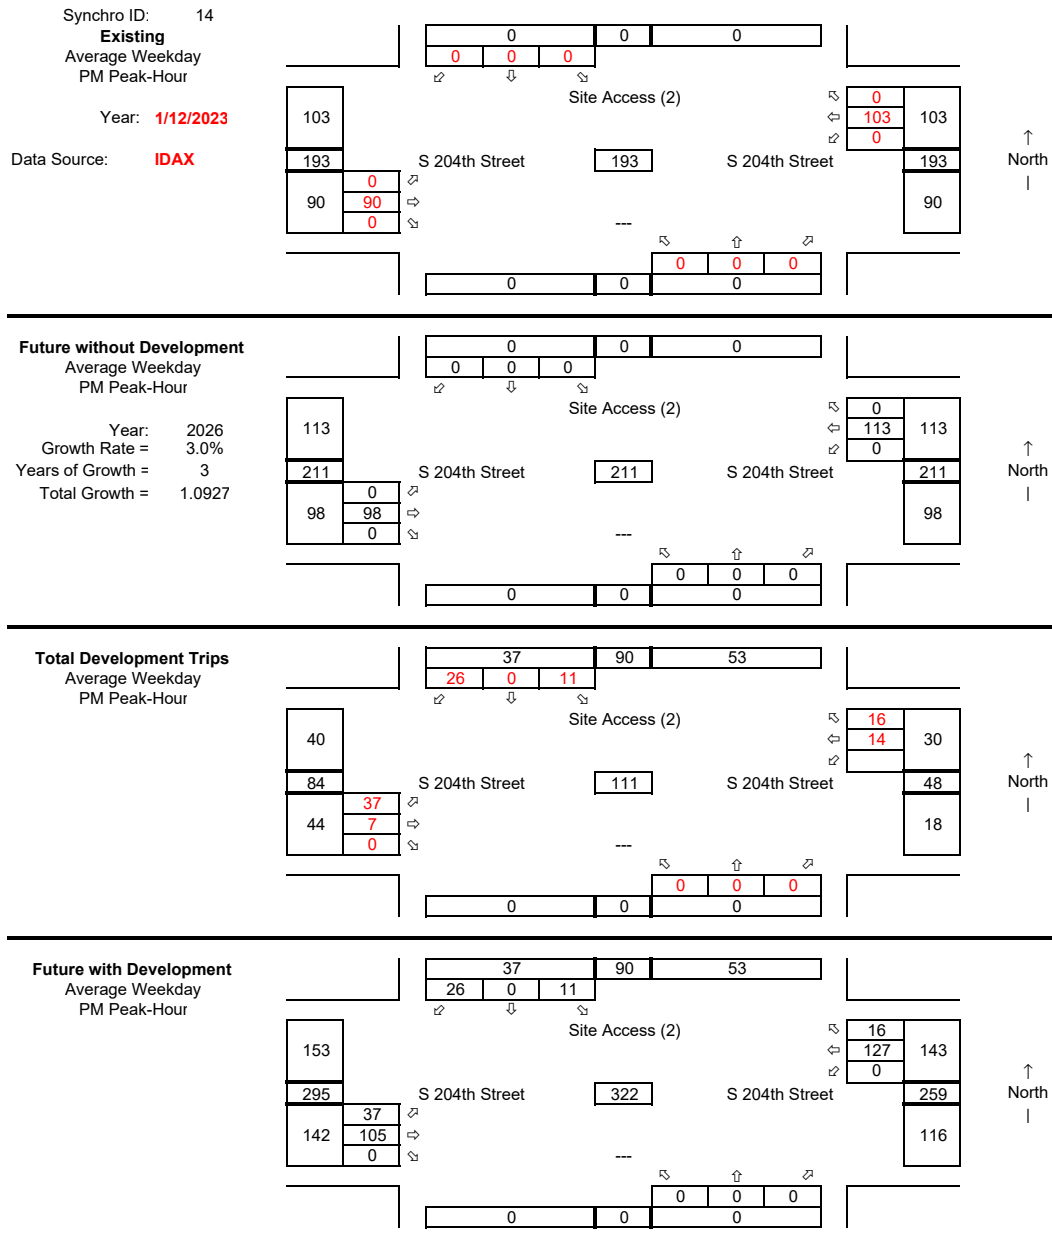 Synchro ID: 14
Existing
Average Weekday
PM Peak-Hour
Year: 1/12/2023
Data Source: IDAX
0 0 0
0 0 0
Site Access (2)
0
103 103 103
0
193 S 204th Street 193 S 204th Street 193
0
90 90 90
0
---
0 0 0
0 0 0
↑
North
|
Future without Development
Average Weekday
PM Peak-Hour
Year: 2026
Growth Rate = 3.0%
Years of Growth = 3
Total Growth = 1.0927
0 0 0
0 0 0
Site Access (2)
0
113 113 113
0
211 S 204th Street 211 S 204th Street 211
0
98 98 98
0
---
0 0 0
0 0 0
↑
North
|
Total Development Trips
Average Weekday
PM Peak-Hour
37 90 53
26 0 11
Site Access (2)
16
40 14 30
84 S 204th Street 111 S 204th Street 48
37
44 7 18
0
---
0 0 0
0 0 0
↑
North
|
Future with Development
Average Weekday
PM Peak-Hour
37 90 53
26 0 11
Site Access (2)
16
153 127 143
0
295 S 204th Street 322 S 204th Street 259
37
142 105 116
0
---
0 0 0
0 0 0
↑
North
|